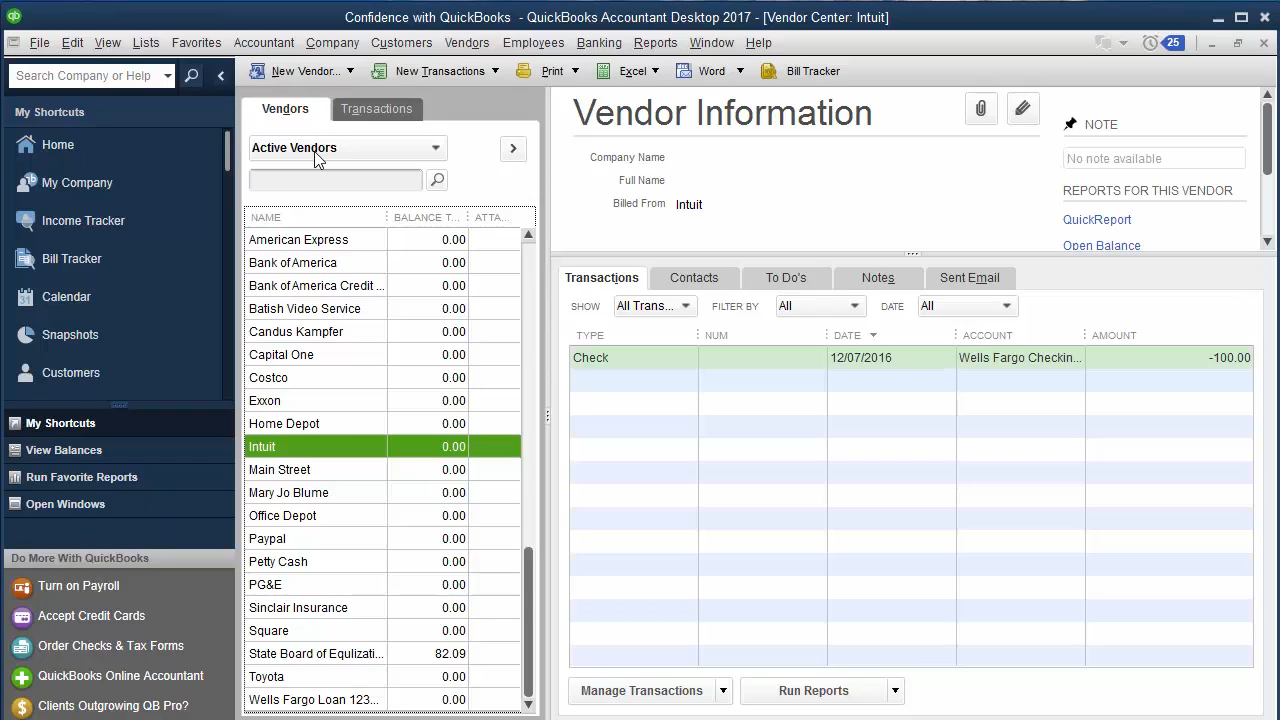 Confidence with QuickBooks - QuickBooks Accountant Desktop 2017 - [Vendor Center: Intuit]
File Edit View Lists Favorites Accountant Company Customers Vendors Employees Banking Reports Window Help 25
Search Company or Help
New Vendor... New Transactions Print Excel Word Bill Tracker
My Shortcuts
Home
My Company
Income Tracker
Bill Tracker
Calendar
Snapshots
Customers
My Shortcuts
View Balances
Run Favorite Reports
Open Windows
Do More With QuickBooks
Turn on Payroll
Accept Credit Cards
Order Checks & Tax Forms
QuickBooks Online Accountant
Clients Outgrowing QB Pro?
Vendors Transactions
Active Vendors
NAME BALANCE T... ATTA...
American Express 0.00
Bank of America 0.00
Bank of America Credit ... 0.00
Batish Video Service 0.00
Candus Kampfer 0.00
Capital One 0.00
Costco 0.00
Exxon 0.00
Home Depot 0.00
Intuit 0.00
Main Street 0.00
Mary Jo Blume 0.00
Office Depot 0.00
Paypal 0.00
Petty Cash 0.00
PG&E 0.00
Sinclair Insurance 0.00
Square 0.00
State Board of Equlizati... 82.09
Toyota 0.00
Wells Fargo Loan 123... 0.00
Vendor Information
Company Name
Full Name
Billed From Intuit
NOTE
No note available
REPORTS FOR THIS VENDOR
QuickReport
Open Balance
Transactions Contacts To Do's Notes Sent Email
SHOW All Trans... FILTER BY All DATE All
TYPE NUM DATE ACCOUNT AMOUNT
Check 12/07/2016 Wells Fargo Checkin... -100.00
Manage Transactions Run Reports